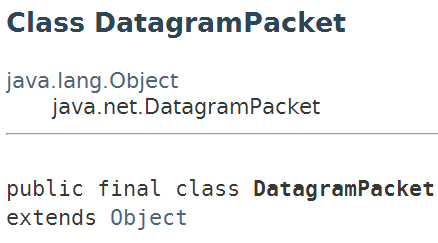 Class DatagramPacket
java.lang.Object
java.net.DatagramPacket
public final class DatagramPacket
extends Object